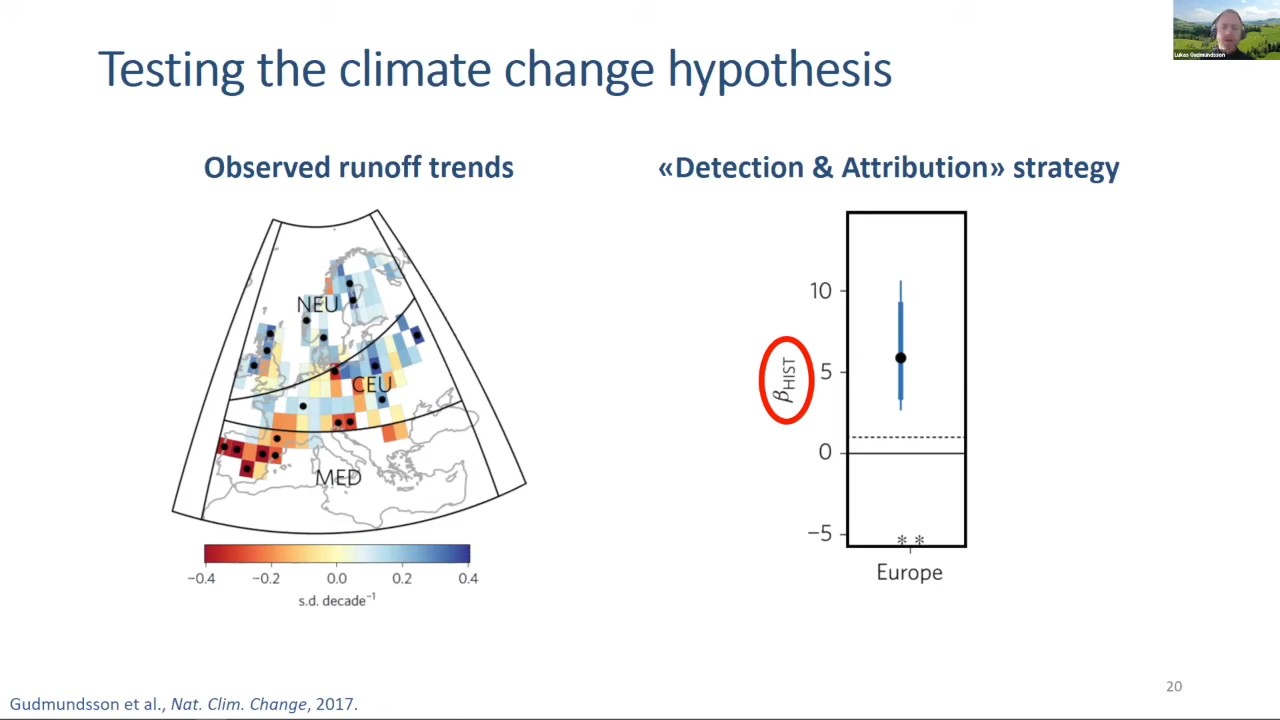 Lukas Gudmundsson
Testing the climate change hypothesis
Observed runoff trends
«Detection & Attribution» strategy
NEU
CEU
MED
−0.4 −0.2 0.0 0.2 0.4
s.d. decade⁻¹
10
5
0
−5
βHIST
**
Europe
20
Gudmundsson et al., Nat. Clim. Change, 2017.